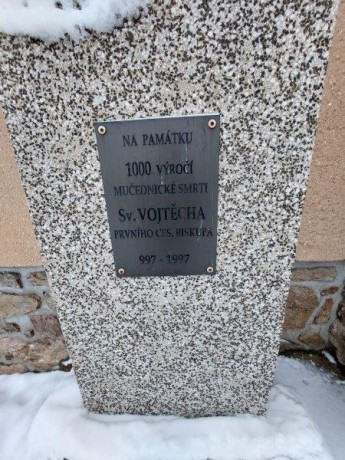 NA PAMÁTKU
1000 VÝROČÍ
MUČEDNICKÉ SMRTI
SV. VOJTĚCHA
PRVNÍHO ČES. BISKUPA
997 - 1997